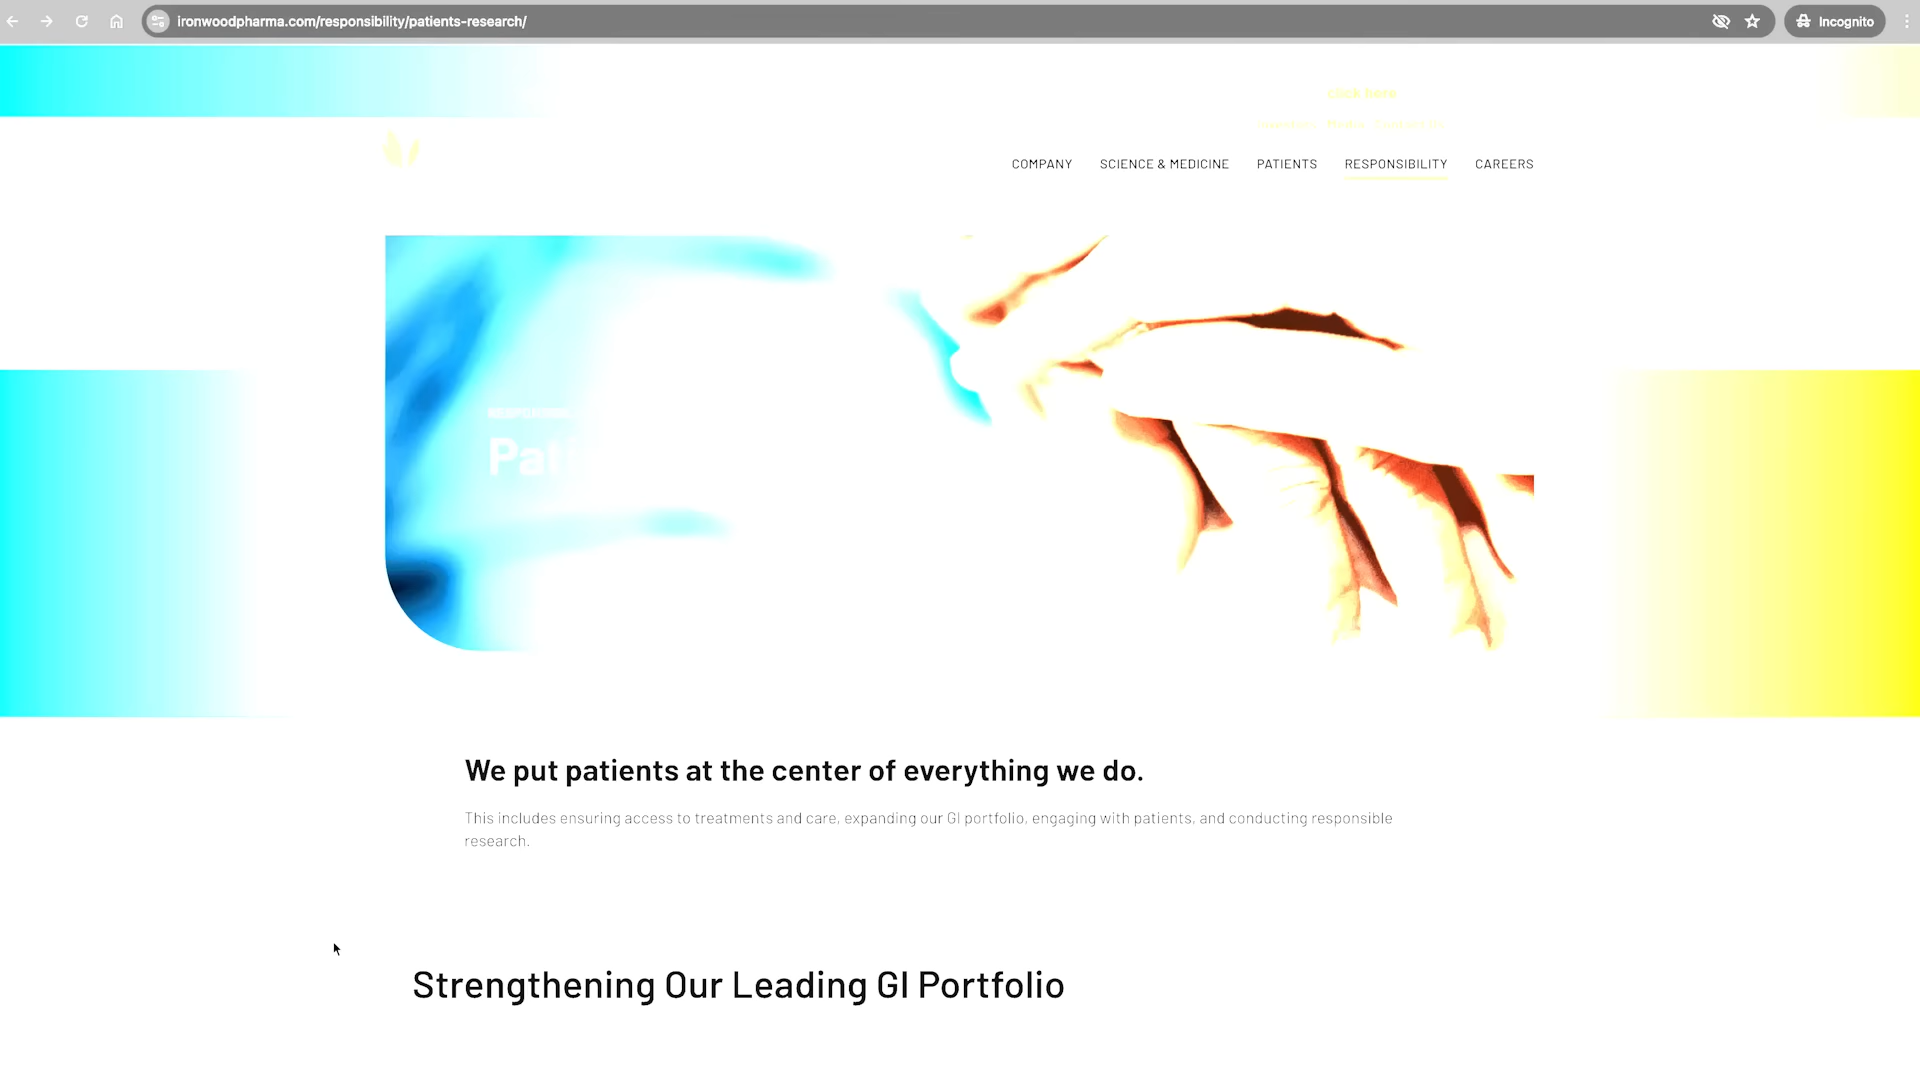 ironwoodpharma.com/responsibility/patients-research/
Incognito
click here
COMPANY SCIENCE & MEDICINE PATIENTS RESPONSIBILITY CAREERS
We put patients at the center of everything we do.
This includes ensuring access to treatments and care, expanding our GI portfolio, engaging with patients, and conducting responsible
research.
Strengthening Our Leading GI Portfolio